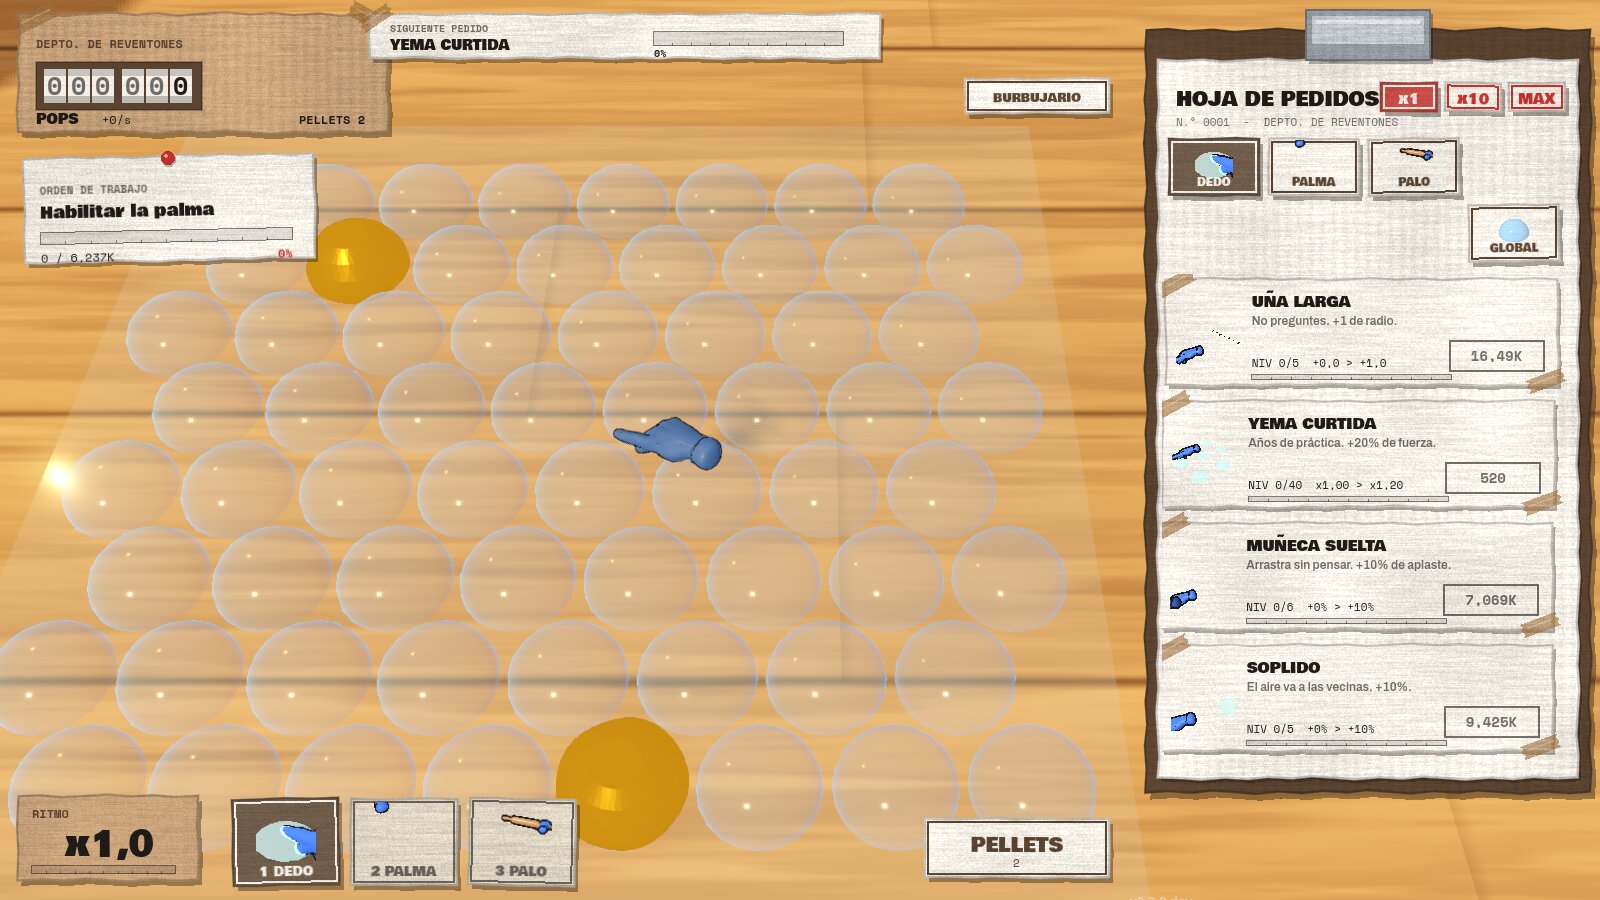 DEPTO. DE REVENTONES
000 000
POPS +0/s PELLETS 2
SIGUIENTE PEDIDO
YEMA CURTIDA
0%
BURBUJARIO
ORDEN DE TRABAJO
Habilitar la palma
0 / 6,237K 0%
HOJA DE PEDIDOS x1 x10 MAX
N.° 0001 - DEPTO. DE REVENTONES
DEDO PALMA PALO
GLOBAL
UÑA LARGA
No preguntes. +1 de radio.
NIV 0/5 +0,0 > +1,0 16,49K
YEMA CURTIDA
Años de práctica. +20% de fuerza.
NIV 0/40 x1,00 > x1,20 520
MUÑECA SUELTA
Arrastra sin pensar. +10% de aplaste.
NIV 0/6 +0% > +10% 7,069K
SOPLIDO
El aire va a las vecinas. +10%.
NIV 0/5 +0% > +10% 9,425K
RITMO
x1,0
1 DEDO 2 PALMA 3 PALO
PELLETS
2